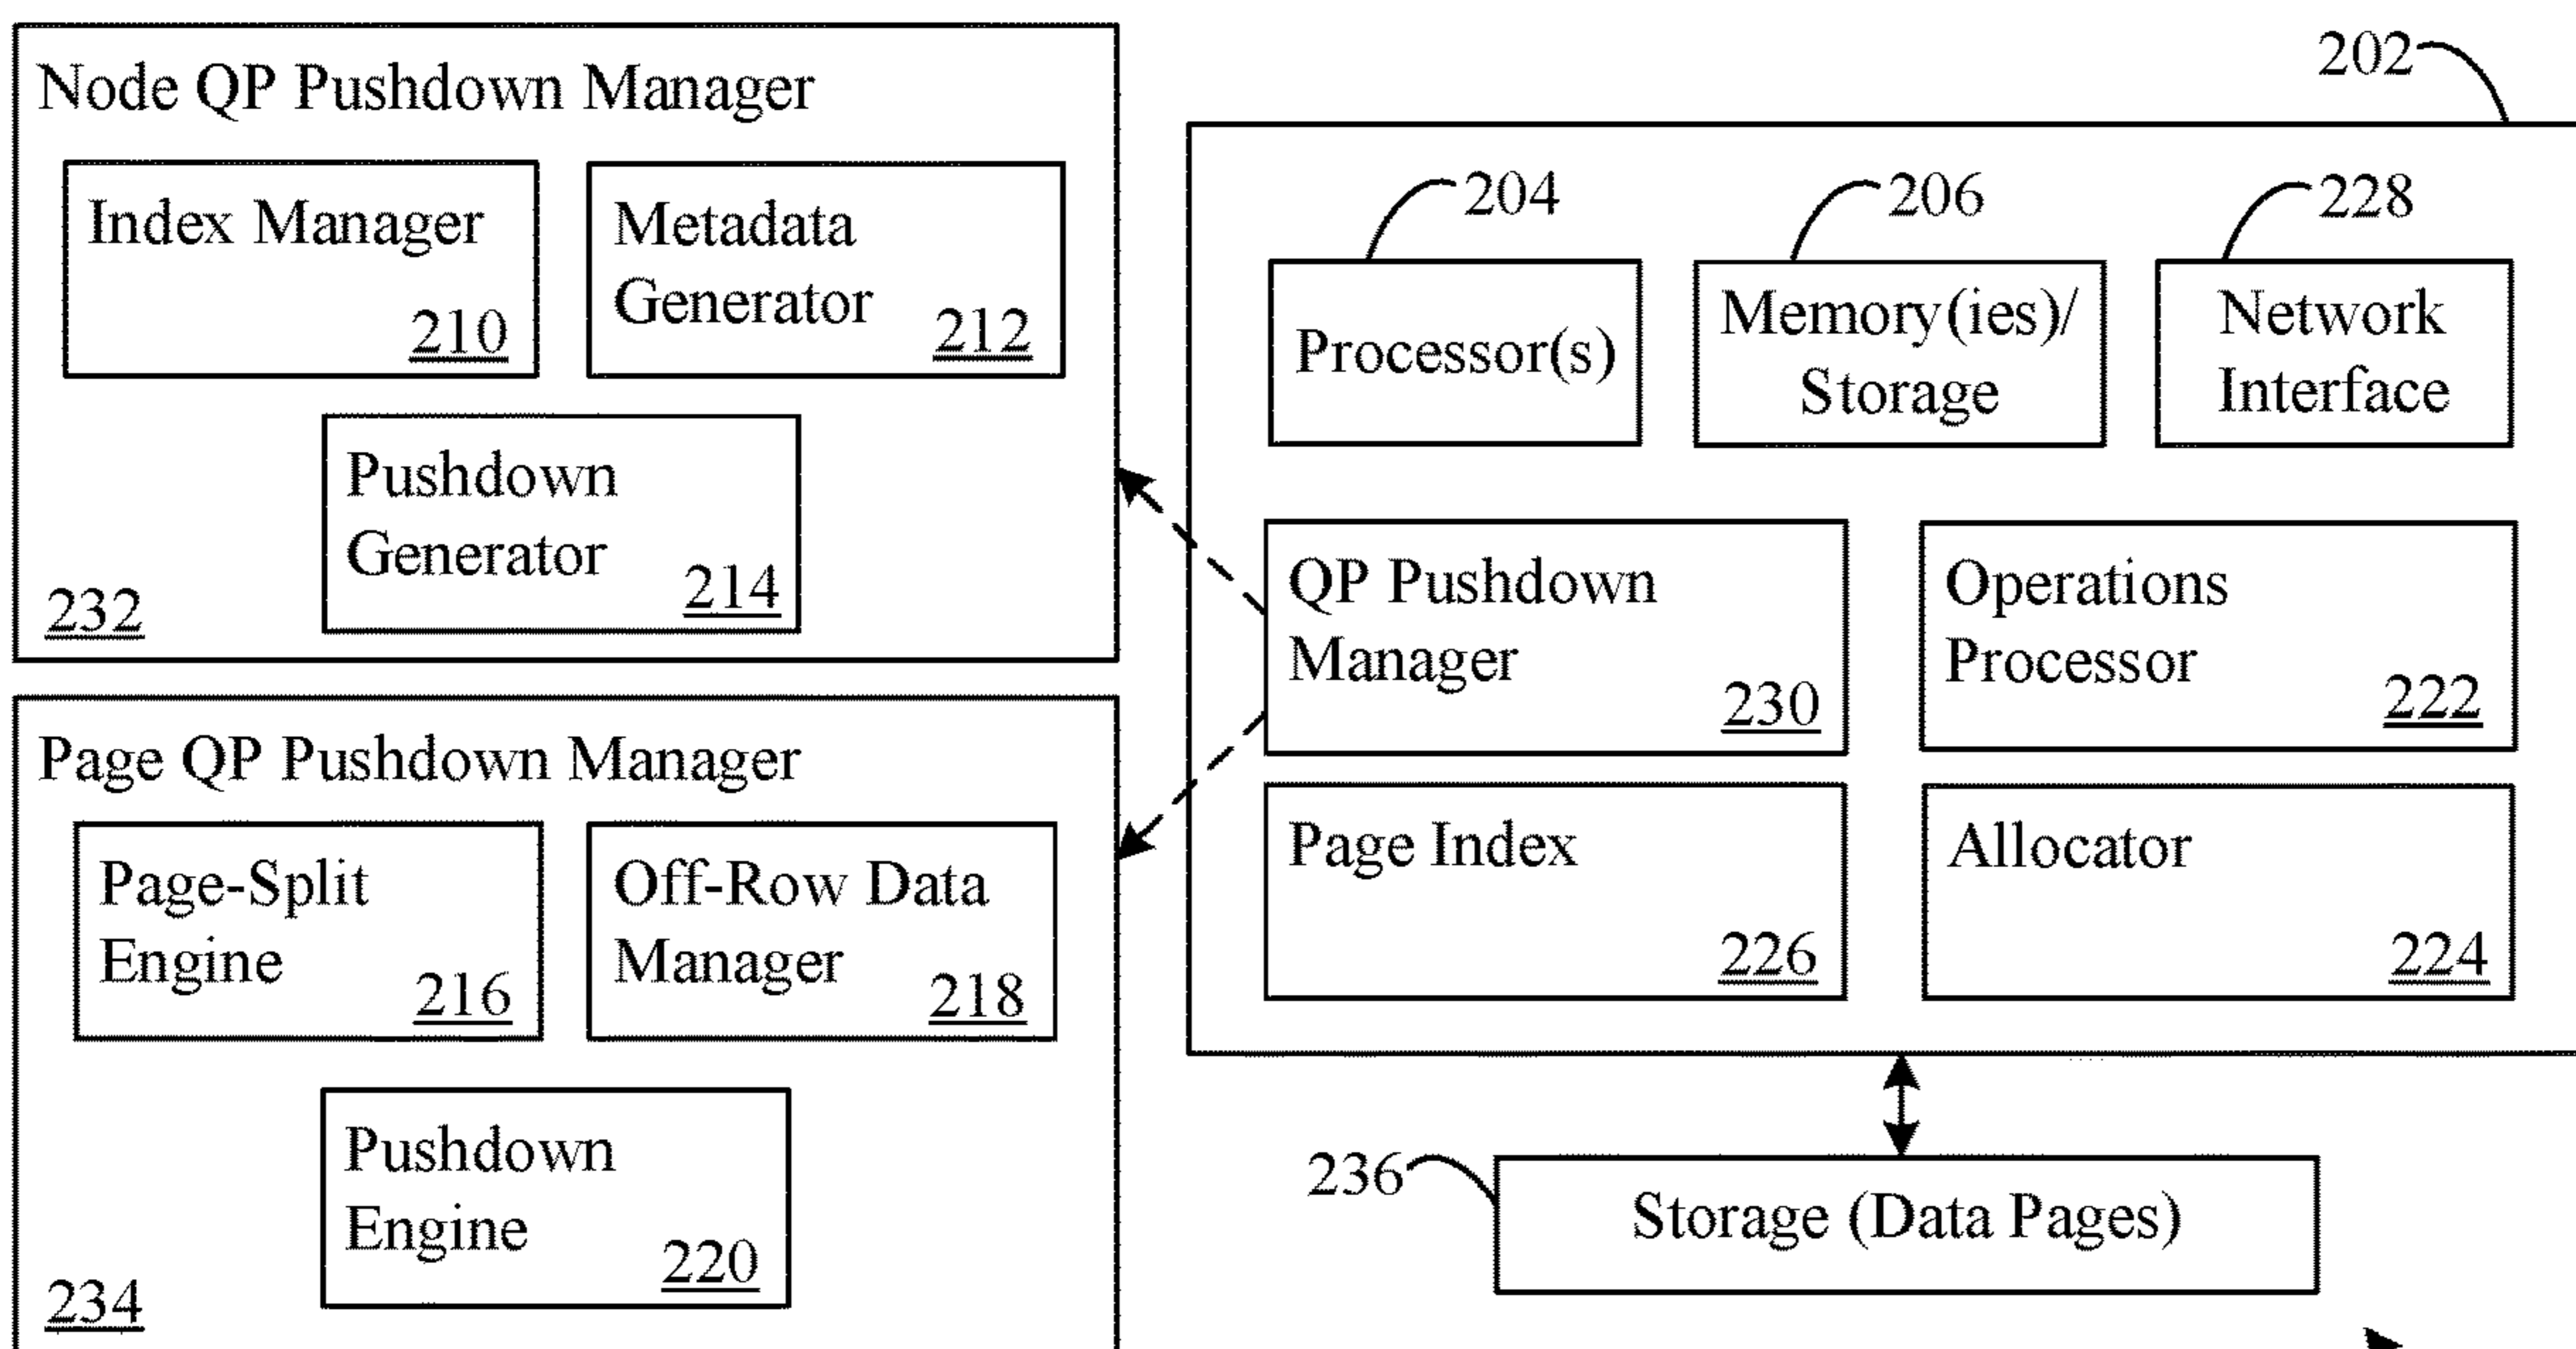 Node QP Pushdown Manager
Index Manager
210
Metadata
Generator
212
Pushdown
Generator
214
232
Page QP Pushdown Manager
Page-Split
Engine
216
Off-Row Data
Manager
218
Pushdown
Engine
220
234
202
204
Processor(s)
206
Memory(ies)/
Storage
228
Network
Interface
QP Pushdown
Manager
230
Operations
Processor
222
Page Index
226
Allocator
224
236
Storage (Data Pages)